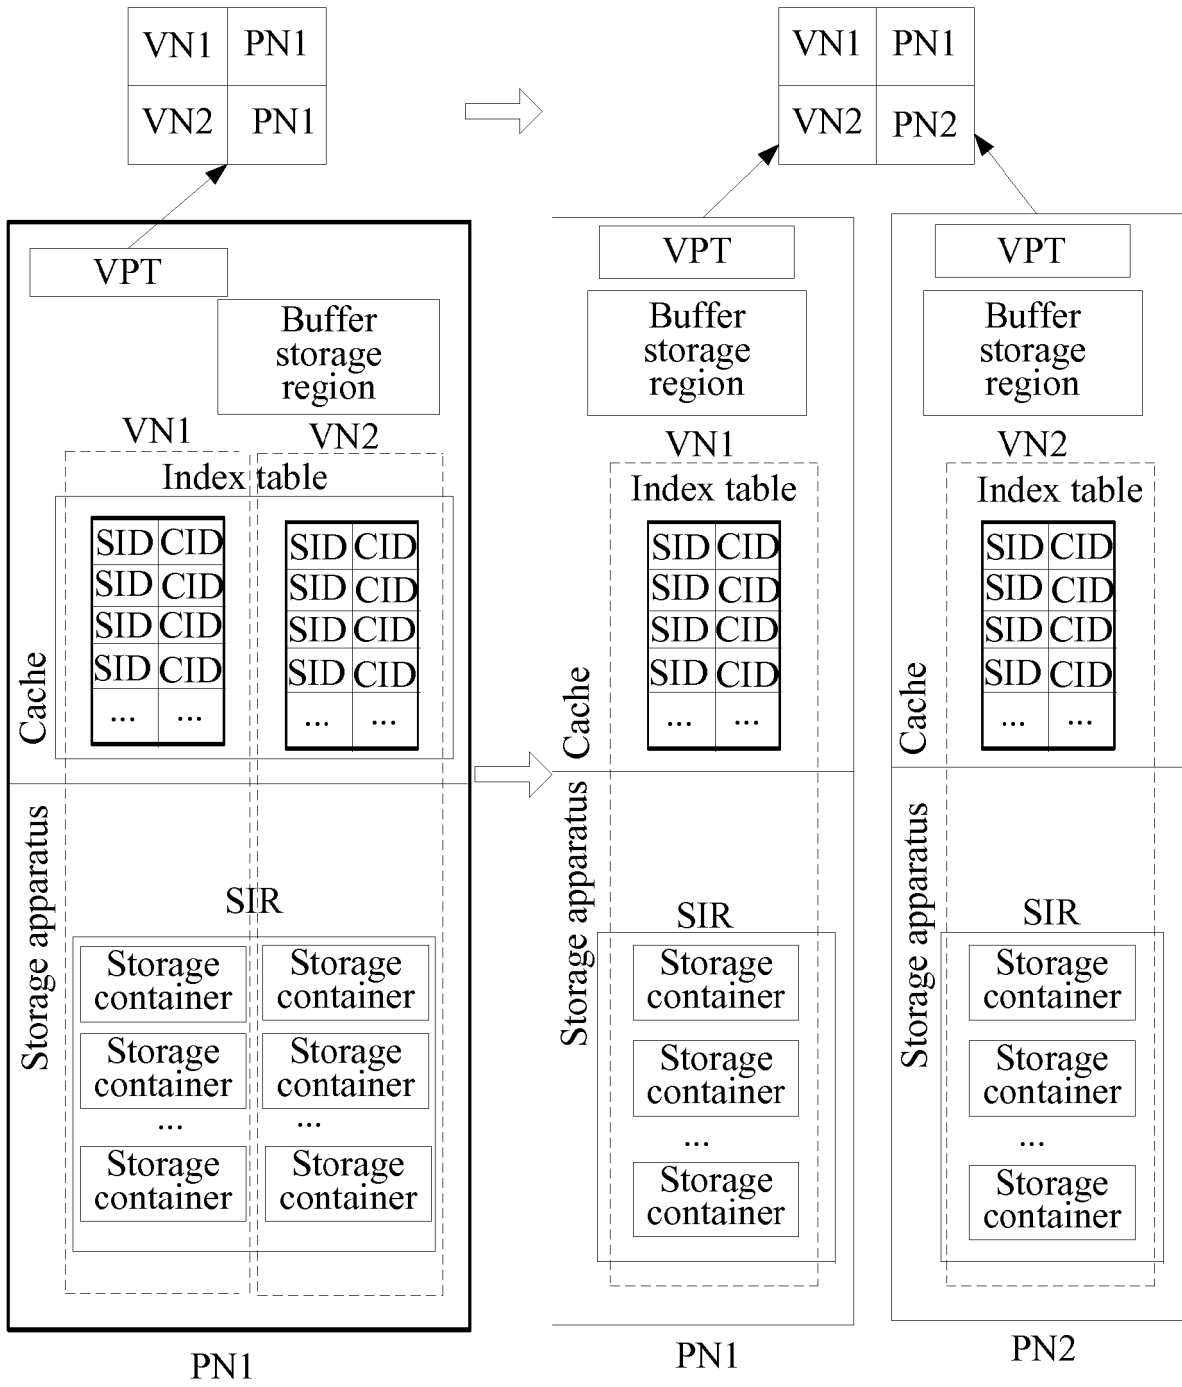 VN1 PN1
VN2 PN1
VPT
Buffer
storage
region
VN1 VN2
Index table
SID CID SID CID
SID CID SID CID
SID CID SID CID
SID CID SID CID
... ... ... ...
Cache
Storage apparatus
SIR
Storage
container
Storage
container
Storage
container
Storage
container
... ...
Storage
container
Storage
container
PN1
VN1 PN1
VN2 PN2
VPT
Buffer
storage
region
VN1
Index table
SID CID
SID CID
SID CID
SID CID
... ...
Cache
Storage apparatus
SIR
Storage
container
Storage
container
...
Storage
container
PN1
VPT
Buffer
storage
region
VN2
Index table
SID CID
SID CID
SID CID
SID CID
... ...
Cache
Storage apparatus
SIR
Storage
container
Storage
container
...
Storage
container
PN2